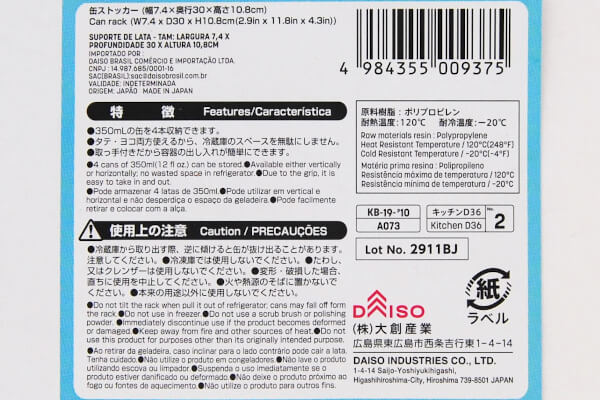 缶ストッカー (幅7.4×奥行30×高さ10.8cm)
Can rack (W7.4 x D30 x H10.8cm(2.9in x 11.8in x 4.3in))
SUPORTE DE LATA - TAM: LARGURA 7,4 X
PROFUNDIDADE 30 X ALTURA 10,8CM
IMPORTADO POR :
DAISO BRASIL COMÉRCIO E IMPORTAÇÃO LTDA.
CNPJ : 14.987.685/0001-16
SAC(BRASIL):sac@daisobrasil.com.br
VALIDADE: INDETERMINADA
ORIGEM: JAPÃO MADE IN JAPAN
4 984355 009375
特 徴 Features/Característica
●350mLの缶を4本収納できます。
●タテ・ヨコ両方使えるから、冷蔵庫のスペースを無駄にしません。
●取っ手付きだから容器の出し入れが簡単にできます。
●4 cans of 350ml(12 fl oz.) can be stored.●Available either vertically
or horizontally; no wasted space in refrigerator.●Due to the grip, it is
easy to take in and out.
●Pode armazenar 4 latas de 350ml.●Pode utilizar em vertical e
horizontal e não desperdiça o espaço da geladeira.●Pode facilmente
retirar e colocar com a alça.
原料樹脂：ポリプロピレン
耐熱温度：120℃ 耐冷温度：−20℃
Raw materials resin : Polypropylene
Heat Resistant Temperature / 120°C(248°F)
Cold Resistant Temperature / -20°C(-4°F)
Matéria prima resina : Polipropileno
Resistência máxima de temperatura / 120°C
Resistência mínima de temperatura / -20°C
KB-19-*10
A073
キッチンD36
Kitchen D36
No. 2
Lot No. 2911BJ
使用上の注意 Caution / PRECAUÇÕES
●冷蔵庫から取り出す際、逆に傾けると缶が抜け出ることがあります。
ご注意ください。●冷凍庫では使用しないでください。●たわし、
又はクレンザーは使用しないでください。●変形・破損した場合、
直ちに使用を中止してください。●火や熱源のそばに置かないで
ください。●本来の用途以外に使用しないでください。
●Do not tilt the rack when pull it out of refrigerator; cans may fall off form
the rack.●Do not use in freezer.●Do not use a scrub brush or polishing
powder.●Immediately discontinue use if the product becomes deformed
or damaged.●Keep away from fire and other sources of heat.●Do not
use this product for purposes other than its originally intended purpose.
●Ao retirar da geladeira, caso inclinar para o lado contrário pode cair a lata.
Tenha cuidado.●Não utilize o produto em congeladores.●Não lave o produto
utilizando esponjas de aço ou produtos abrasivos.●Suspenda o uso imediatamente se o
produto sofrer danos ou deformação.●Não deixe o produto próximo ao
fogo ou fontes de aquecimento.●Não utilize o produto para outros fins.
紙
ラベル
DAISO
(株)大創産業
広島県東広島市西条吉行東1-4-14
DAISO INDUSTRIES CO., LTD.
1-4-14 Saijo-Yoshiyukihigashi,
Higashihiroshima-City, Hiroshima 739-8501 JAPAN